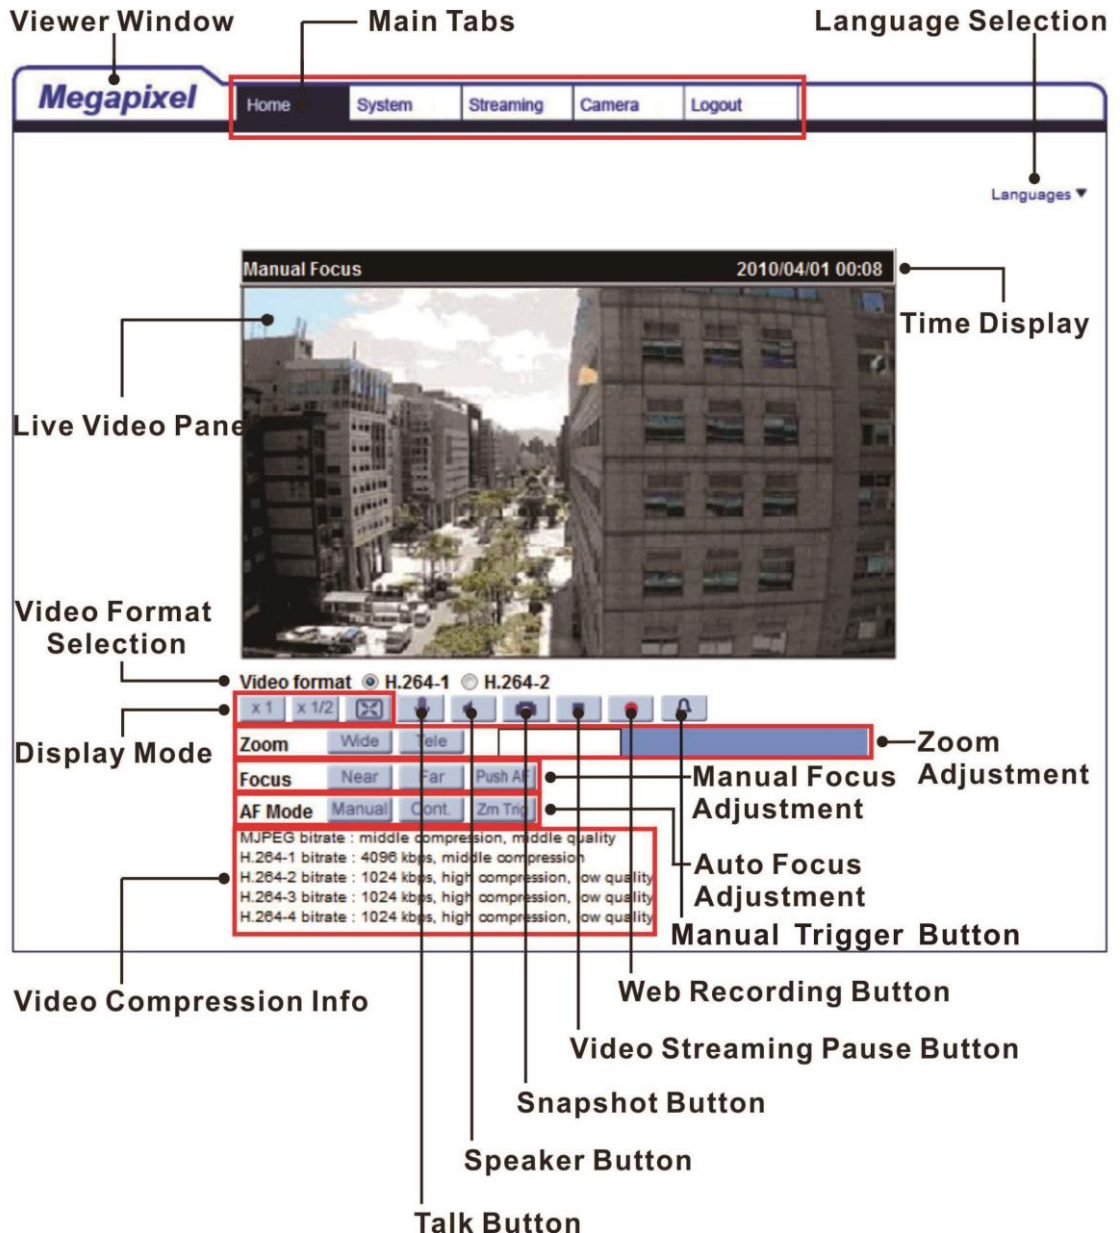 Viewer Window
Main Tabs
Language Selection
Megapixel
Home System Streaming Camera Logout
Languages ▼
Manual Focus 2010/04/01 00:08
Time Display
Live Video Pane
Video Format
Selection
Video format H.264-1 H.264-2
x 1 x 1/2
Display Mode
Zoom Wide Tele
Zoom
Adjustment
Focus Near Far Push AF
Manual Focus
Adjustment
AF Mode Manual Cont. Zm Trig
MJPEG bitrate : middle compression, middle quality
H.264-1 bitrate : 4096 kbps, middle compression
H.264-2 bitrate : 1024 kbps, high compression, low quality
H.264-3 bitrate : 1024 kbps, high compression, low quality
H.264-4 bitrate : 1024 kbps, high compression, low quality
Auto Focus
Adjustment
Manual Trigger Button
Video Compression Info
Web Recording Button
Video Streaming Pause Button
Snapshot Button
Speaker Button
Talk Button